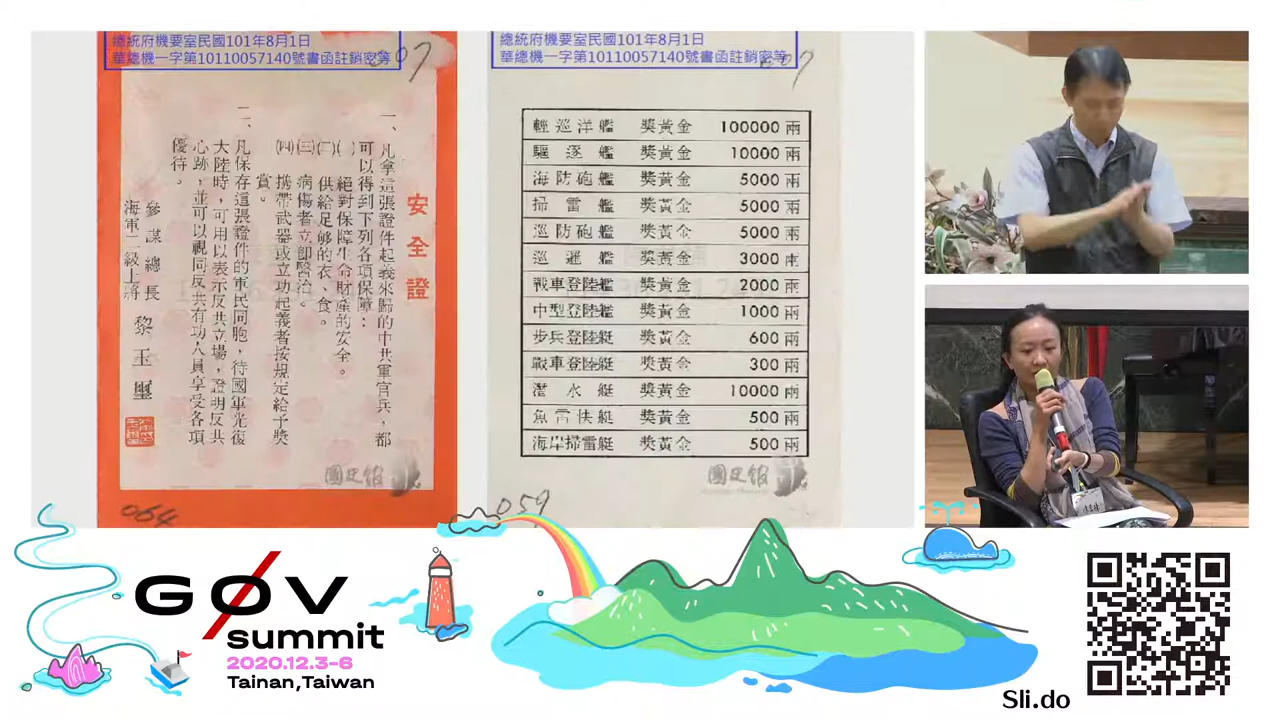 總統府機要室民國101年8月1日
華總機一字第10110057140號書函註銷密等
007
安全證
一、凡拿這張證件起義來歸的中共軍官兵，都
可以得到下列各項保障：
㈠絕對保障生命財產的安全。
㈡供給足够的衣、食。
㈢病傷者立卽醫治。
㈣携帶武器或立功起義者按規定給予獎
賞。
二、凡保存這張證件的軍民同胞，待國軍光復
大陸時，可用以表示反共立場，證明反共
心跡，並可以視同反共有功人員享受各項
優待。
參謀總長
海軍二級上將
黎玉璽
國史館
064
總統府機要室民國101年8月1日
華總機一字第10110057140號書函註銷密等
007
輕巡洋艦 獎黃金 100000兩
驅逐艦 獎黃金 10000兩
海防砲艦 獎黃金 5000兩
掃雷艦 獎黃金 5000兩
巡防砲艦 獎黃金 5000兩
巡邏艦 獎黃金 3000兩
戰車登陸艦 獎黃金 2000兩
中型登陸艦 獎黃金 1000兩
步兵登陸艇 獎黃金 600兩
戰車登陸艇 獎黃金 300兩
潛水艇 獎黃金 10000兩
魚雷快艇 獎黃金 500兩
海岸掃雷艇 獎黃金 500兩
國史館
059
GØV
summit
2020.12.3-6
Tainan,Taiwan
Sli.do